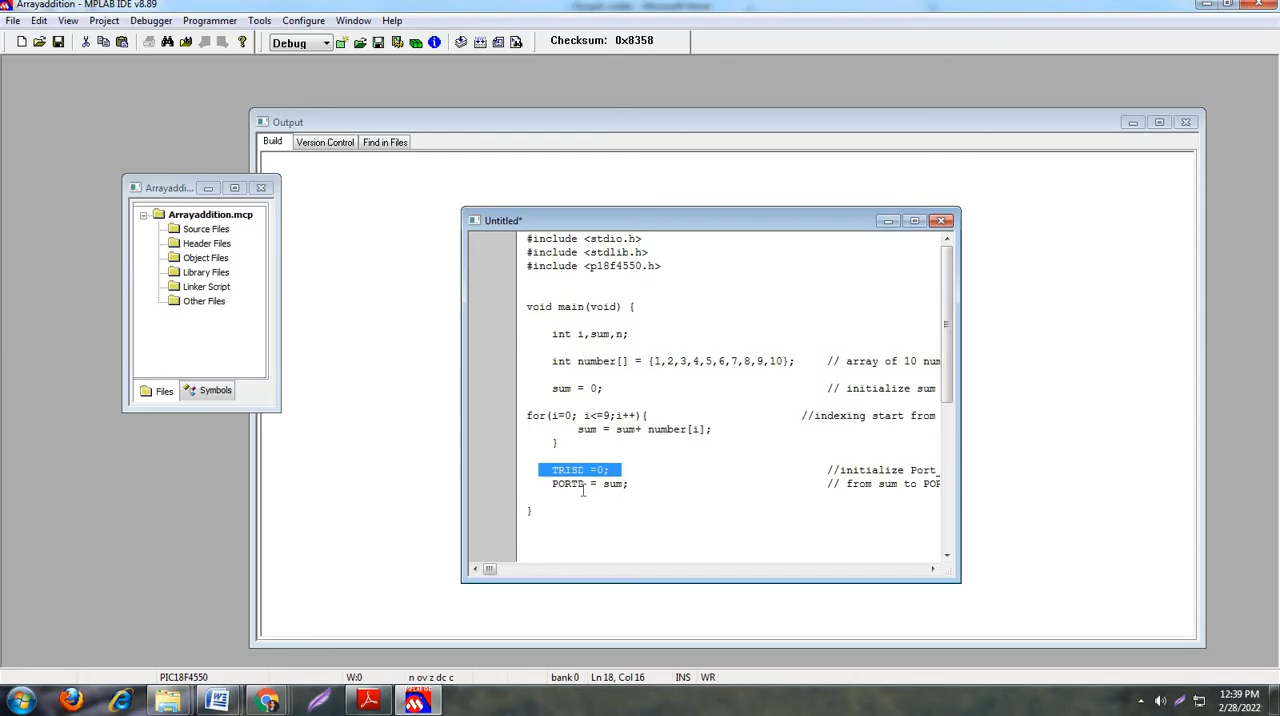 Arrayaddition - MPLAB IDE v8.89
File Edit View Project Debugger Programmer Tools Configure Window Help
Debug
Checksum: 0x8358
Output
Build Version Control Find in Files
Arrayaddi...
Arrayaddition.mcp
Source Files
Header Files
Object Files
Library Files
Linker Script
Other Files
Files Symbols
Untitled*
#include <stdio.h>
#include <stdlib.h>
#include <p18f4550.h>
void main(void) {
int i,sum,n;
int number[] = {1,2,3,4,5,6,7,8,9,10}; // array of 10 num
sum = 0; // initialize sum
for(i=0; i<=9;i++){ //indexing start from
sum = sum+ number[i];
}
TRISD =0; //initialize Port_
PORTD = sum; // from sum to POR
}
PIC18F4550 W:0 n ov z dc c bank 0 Ln 18, Col 16 INS WR
12:39 PM
2/28/2022